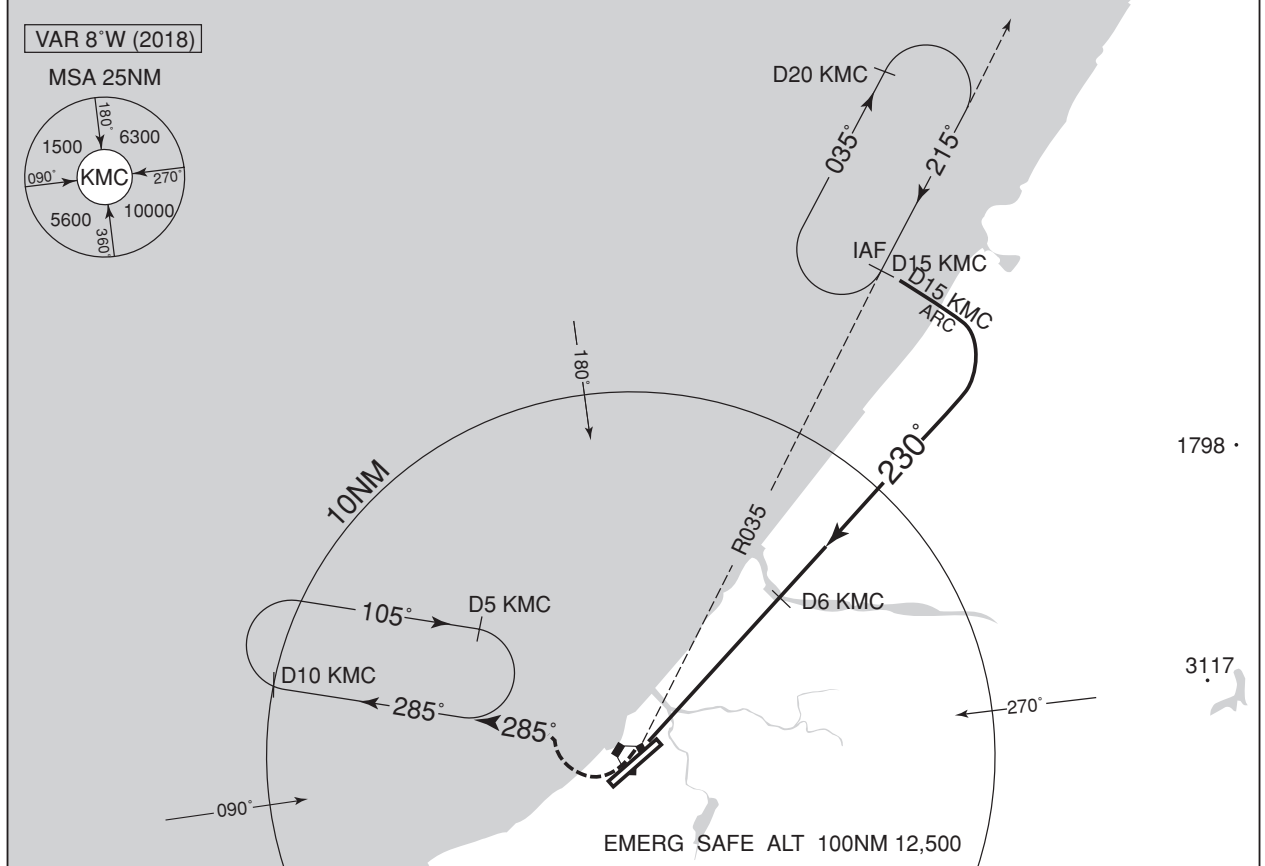 VAR 8°W (2018)
MSA 25NM
180°
1500
6300
090°
KMC
270°
5600
10000
360°
D20 KMC
035°
215°
IAF
D15 KMC
D15 KMC
ARC
180°
10NM
230°
1798
R035
105°
D5 KMC
D6 KMC
D10 KMC
285°
285°
3117
270°
090°
EMERG SAFE ALT 100NM 12,500